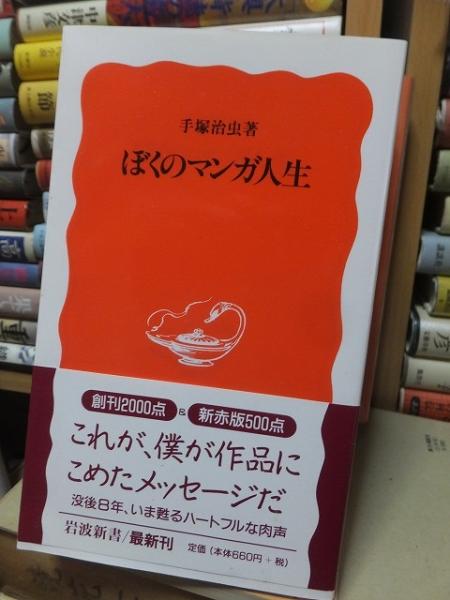 手塚治虫著
ぼくのマンガ人生
創刊2000点 & 新赤版500点
これが、僕が作品に
こめたメッセージだ
没後8年、いま甦るハートフルな肉声
岩波新書/最新刊 定価(本体660円+税)